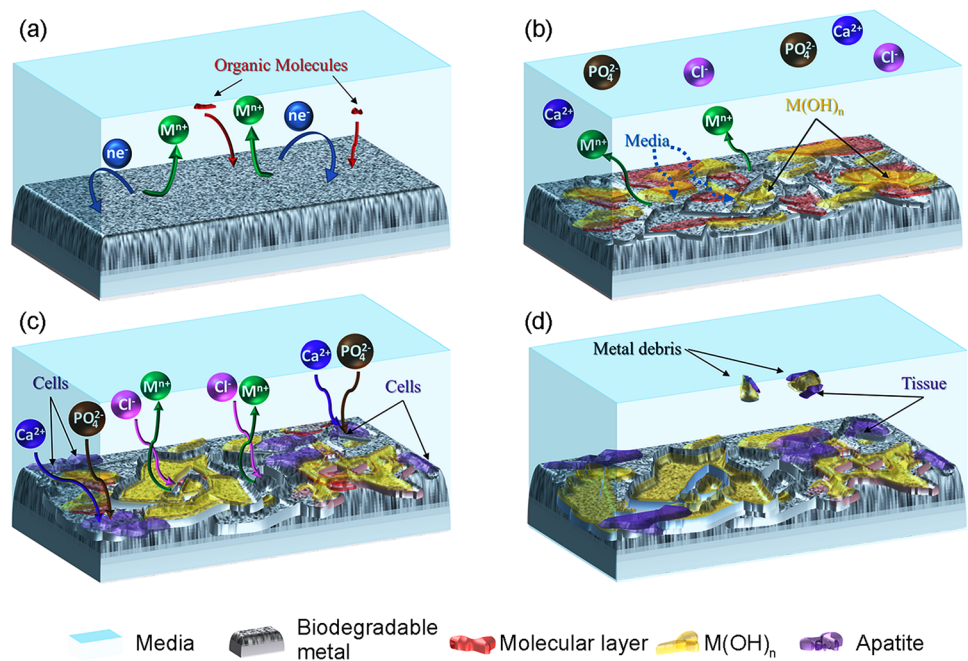 (a)
Organic Molecules
Mⁿ⁺
Mⁿ⁺
ne⁻
ne⁻
(b)
PO₄²⁻
Ca²⁺
PO₄²⁻
Cl⁻
Cl⁻
Ca²⁺
M(OH)ₙ
Mⁿ⁺
Mⁿ⁺
Media
(c)
Ca²⁺
PO₄²⁻
Cells
Cl⁻
Mⁿ⁺
Cl⁻
Mⁿ⁺
Cells
PO₄²⁻
Ca²⁺
(d)
Metal debris
Tissue
Media
Biodegradable
metal
Molecular layer
M(OH)ₙ
Apatite